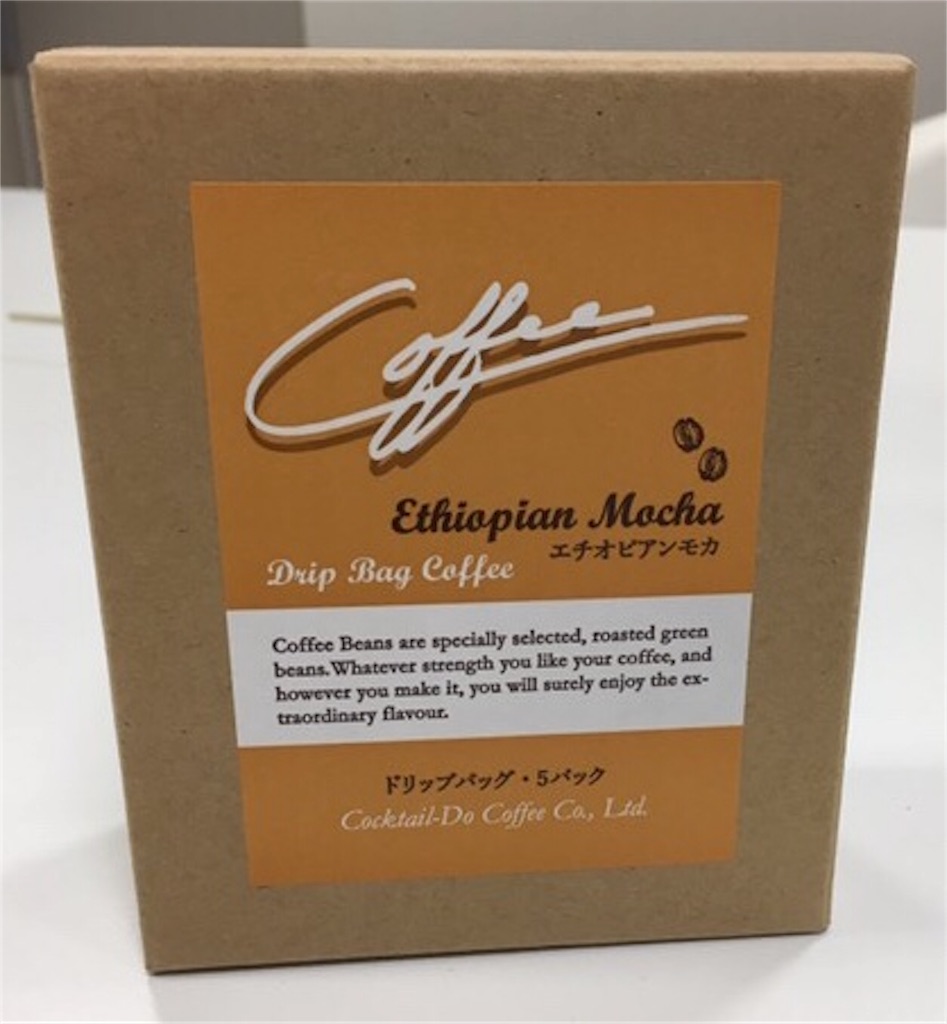 Coffee
Ethiopian Mocha
エチオピアンモカ
Drip Bag Coffee
Coffee Beans are specially selected, roasted green
beans.Whatever strength you like your coffee, and
however you make it, you will surely enjoy the ex-
traordinary flavour.
ドリップバッグ・5パック
Cocktail-Do Coffee Co., Ltd.